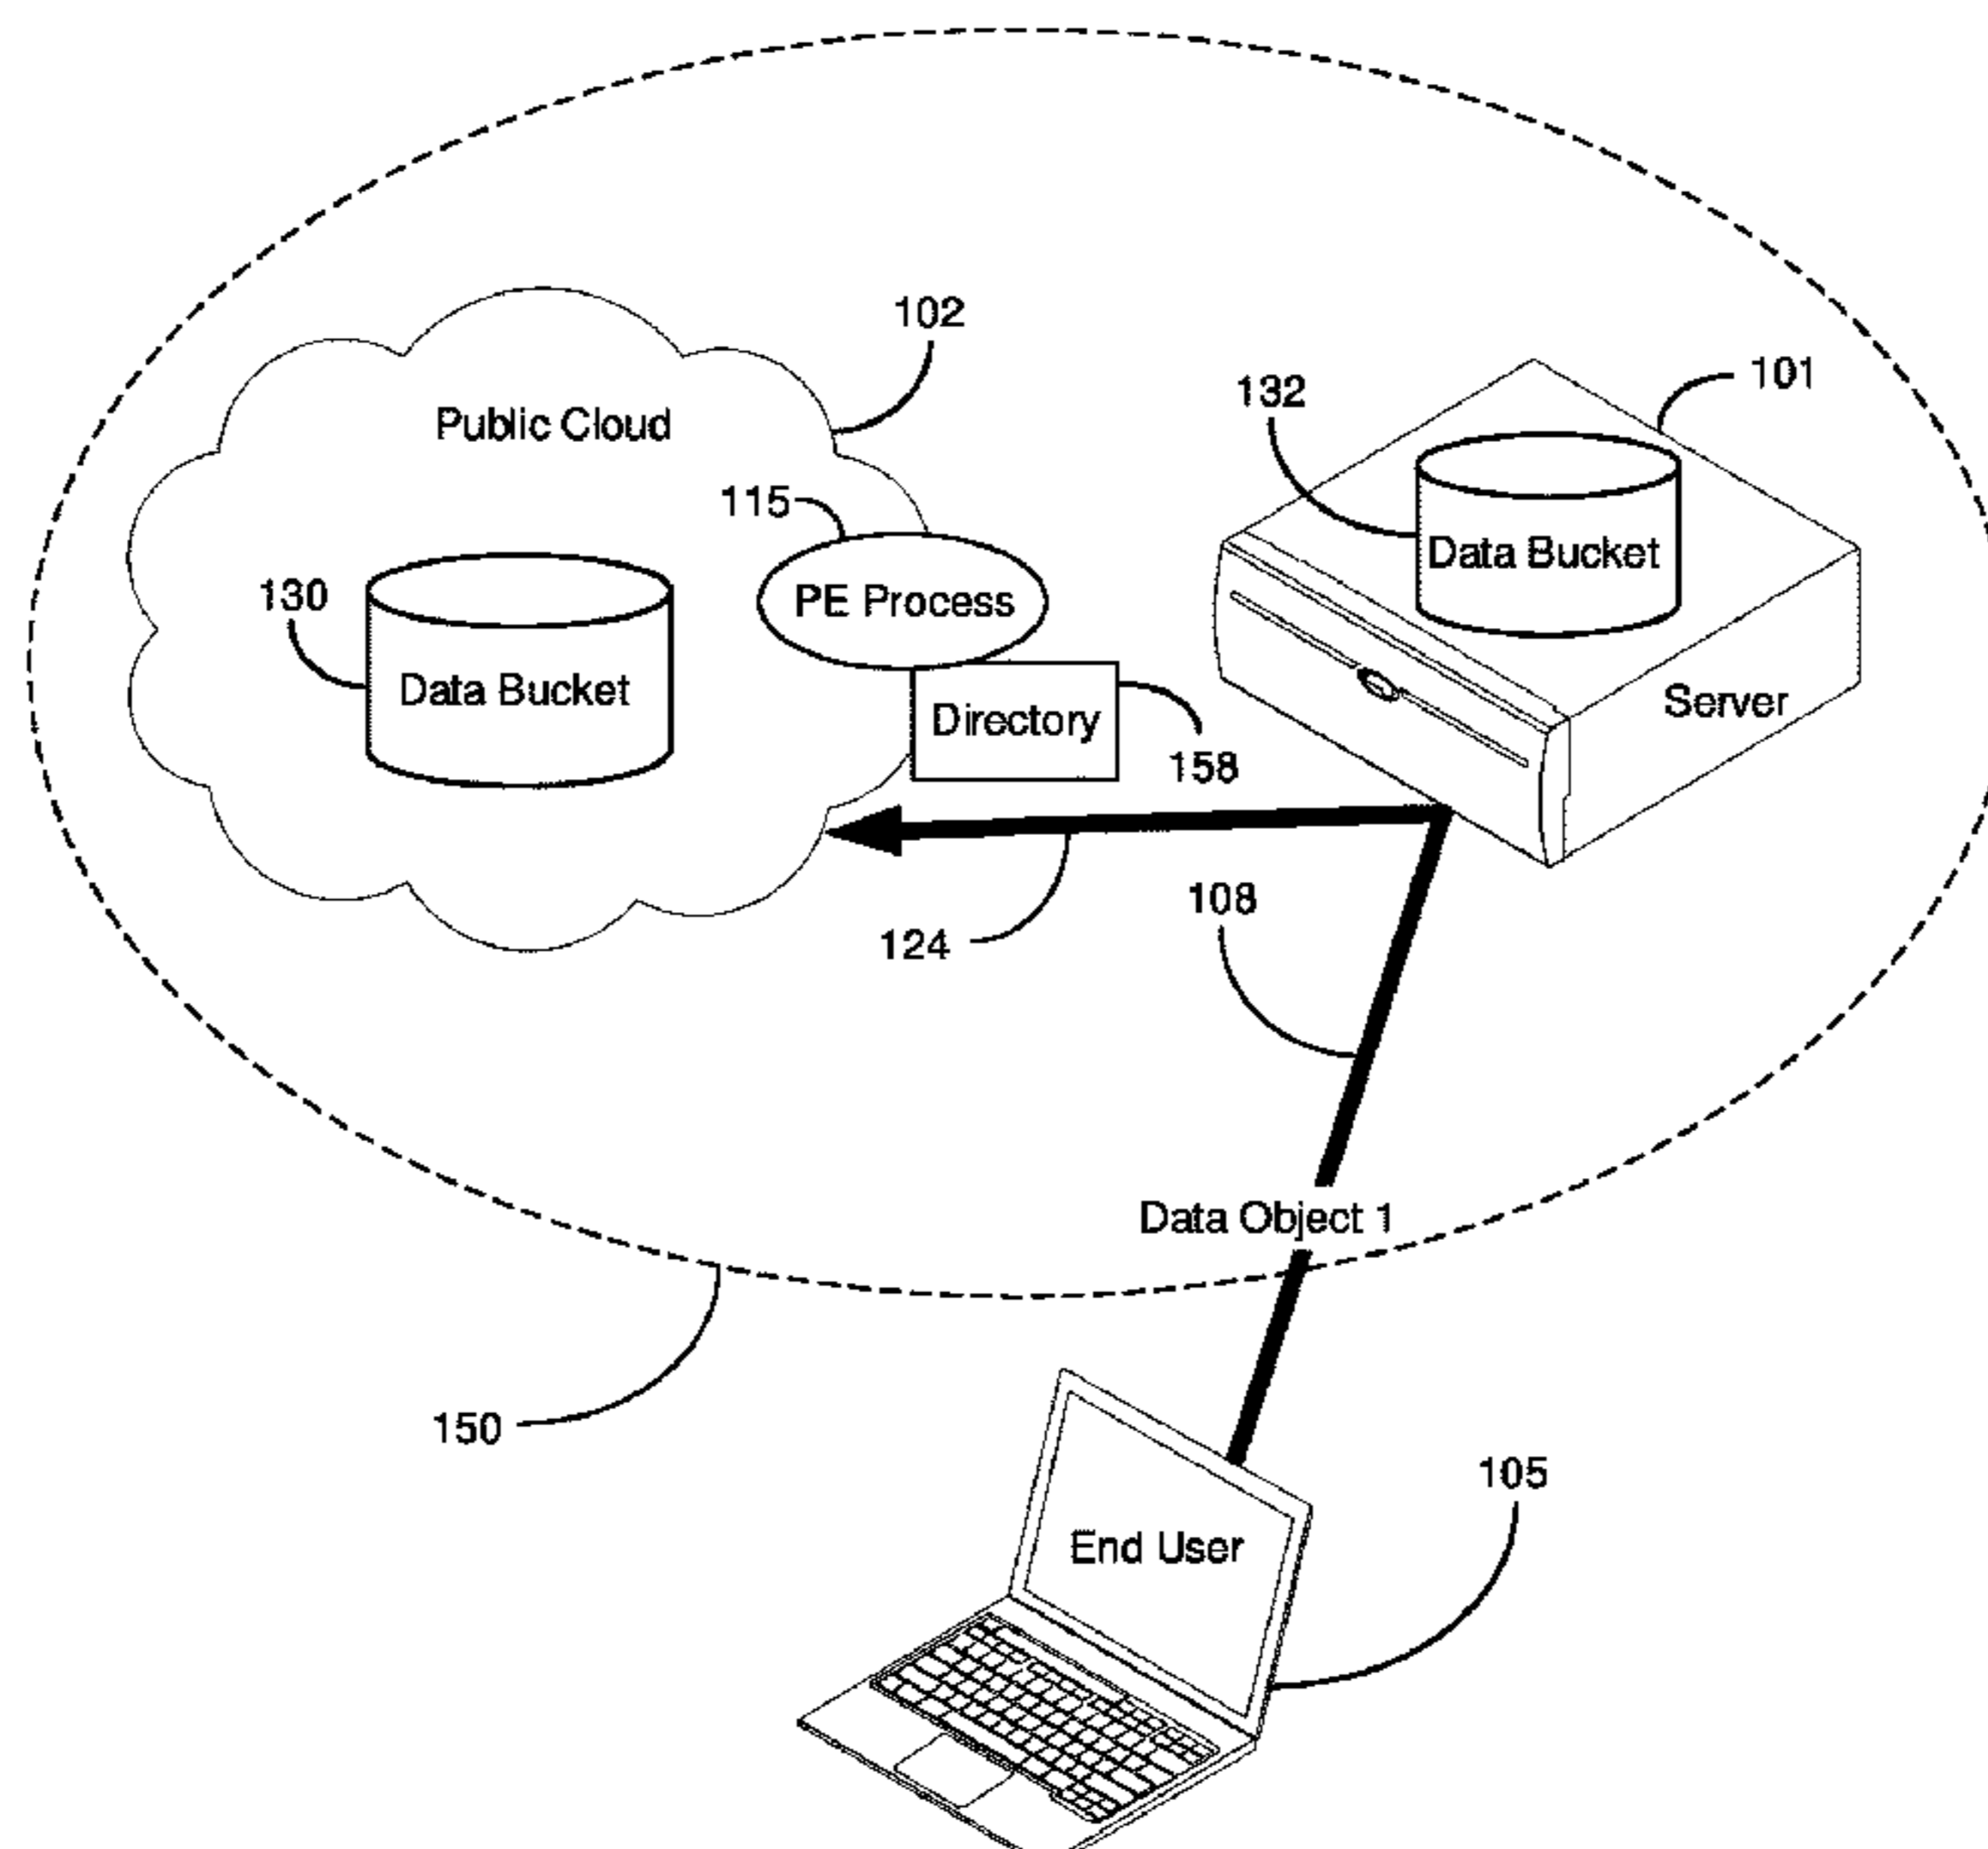 102
101
132
Public Cloud
115
Data Bucket
130
PE Process
Data Bucket
Server
Directory
158
108
124
Data Object 1
150
105
End User